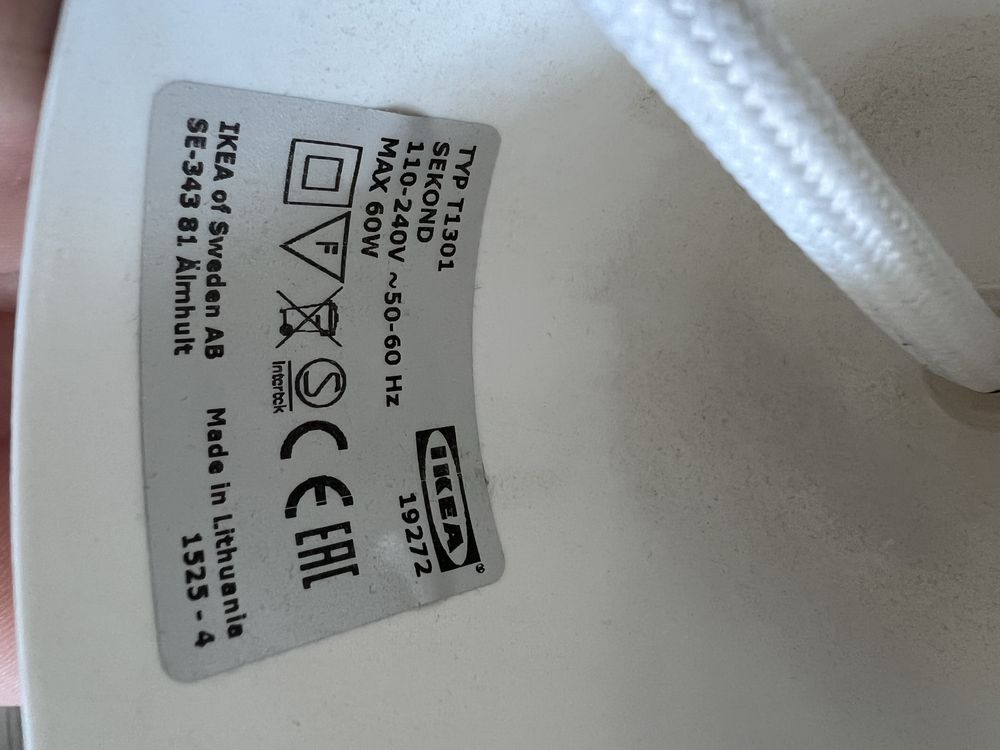 TYP T1301
SEKOND
110-240V ~50-60 Hz
MAX 60W
IKEA®
19272
F
S
Intertek
CE EAC
IKEA of Sweden AB
SE-343 81 Älmhult
Made in Lithuania
1525 - 4